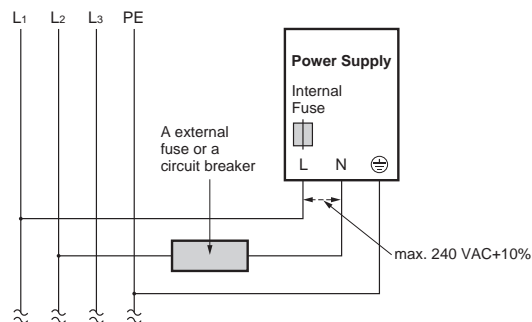 L1 L2 L3 PE
Power Supply
Internal
Fuse
A external
fuse or a
circuit breaker
L N
max. 240 VAC+10%